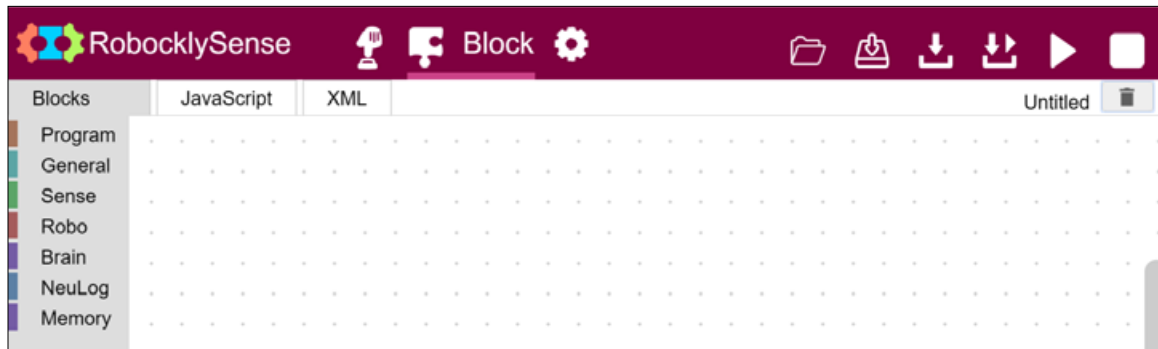 RobocklySense Block
Blocks JavaScript XML Untitled
Program
General
Sense
Robo
Brain
NeuLog
Memory